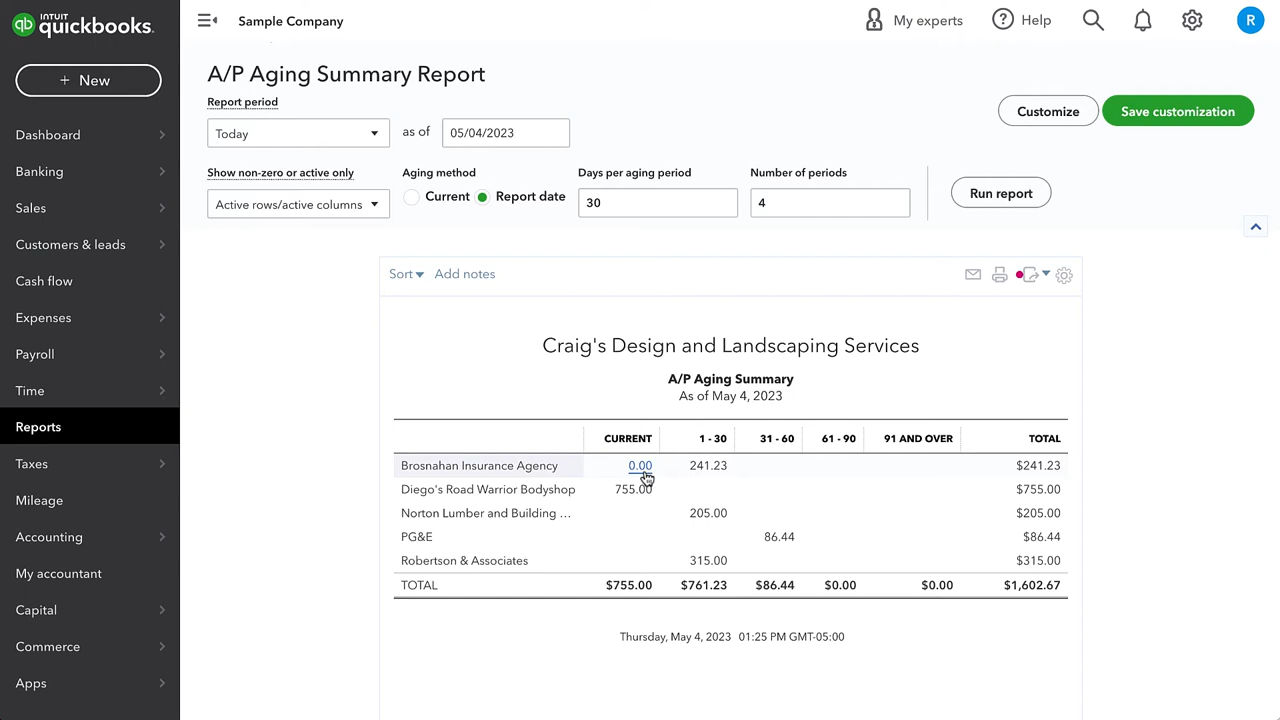 INTUIT
quickbooks.
Sample Company
My experts
Help
R
+ New
Dashboard
Banking
Sales
Customers & leads
Cash flow
Expenses
Payroll
Time
Reports
Taxes
Mileage
Accounting
My accountant
Capital
Commerce
Apps
A/P Aging Summary Report
Report period
Today as of 05/04/2023
Customize Save customization
Show non-zero or active only Aging method Days per aging period Number of periods
Active rows/active columns Current Report date 30 4 Run report
Sort Add notes
Craig's Design and Landscaping Services
A/P Aging Summary
As of May 4, 2023
CURRENT 1 - 30 31 - 60 61 - 90 91 AND OVER TOTAL
Brosnahan Insurance Agency 0.00 241.23 $241.23
Diego's Road Warrior Bodyshop 755.00 $755.00
Norton Lumber and Building … 205.00 $205.00
PG&E 86.44 $86.44
Robertson & Associates 315.00 $315.00
TOTAL $755.00 $761.23 $86.44 $0.00 $0.00 $1,602.67
Thursday, May 4, 2023 01:25 PM GMT-05:00